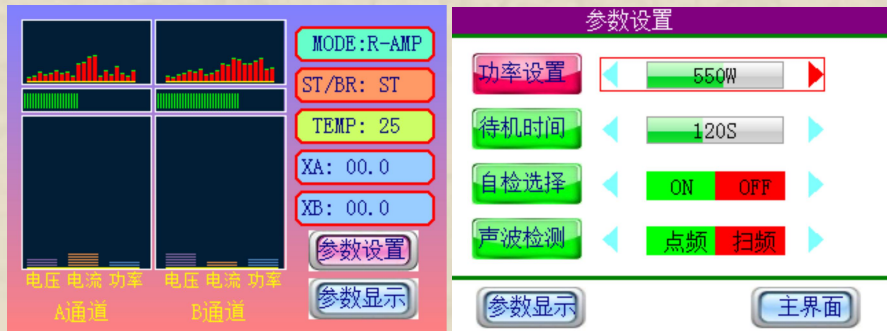 MODE:R-AMP
ST/BR: ST
TEMP: 25
XA: 00.0
XB: 00.0
参数设置
参数显示
电压 电流 功率 电压 电流 功率
A通道 B通道
参数设置
功率设置 550W
待机时间 120S
自检选择 ON OFF
声波检测 点频 扫频
参数显示 主界面